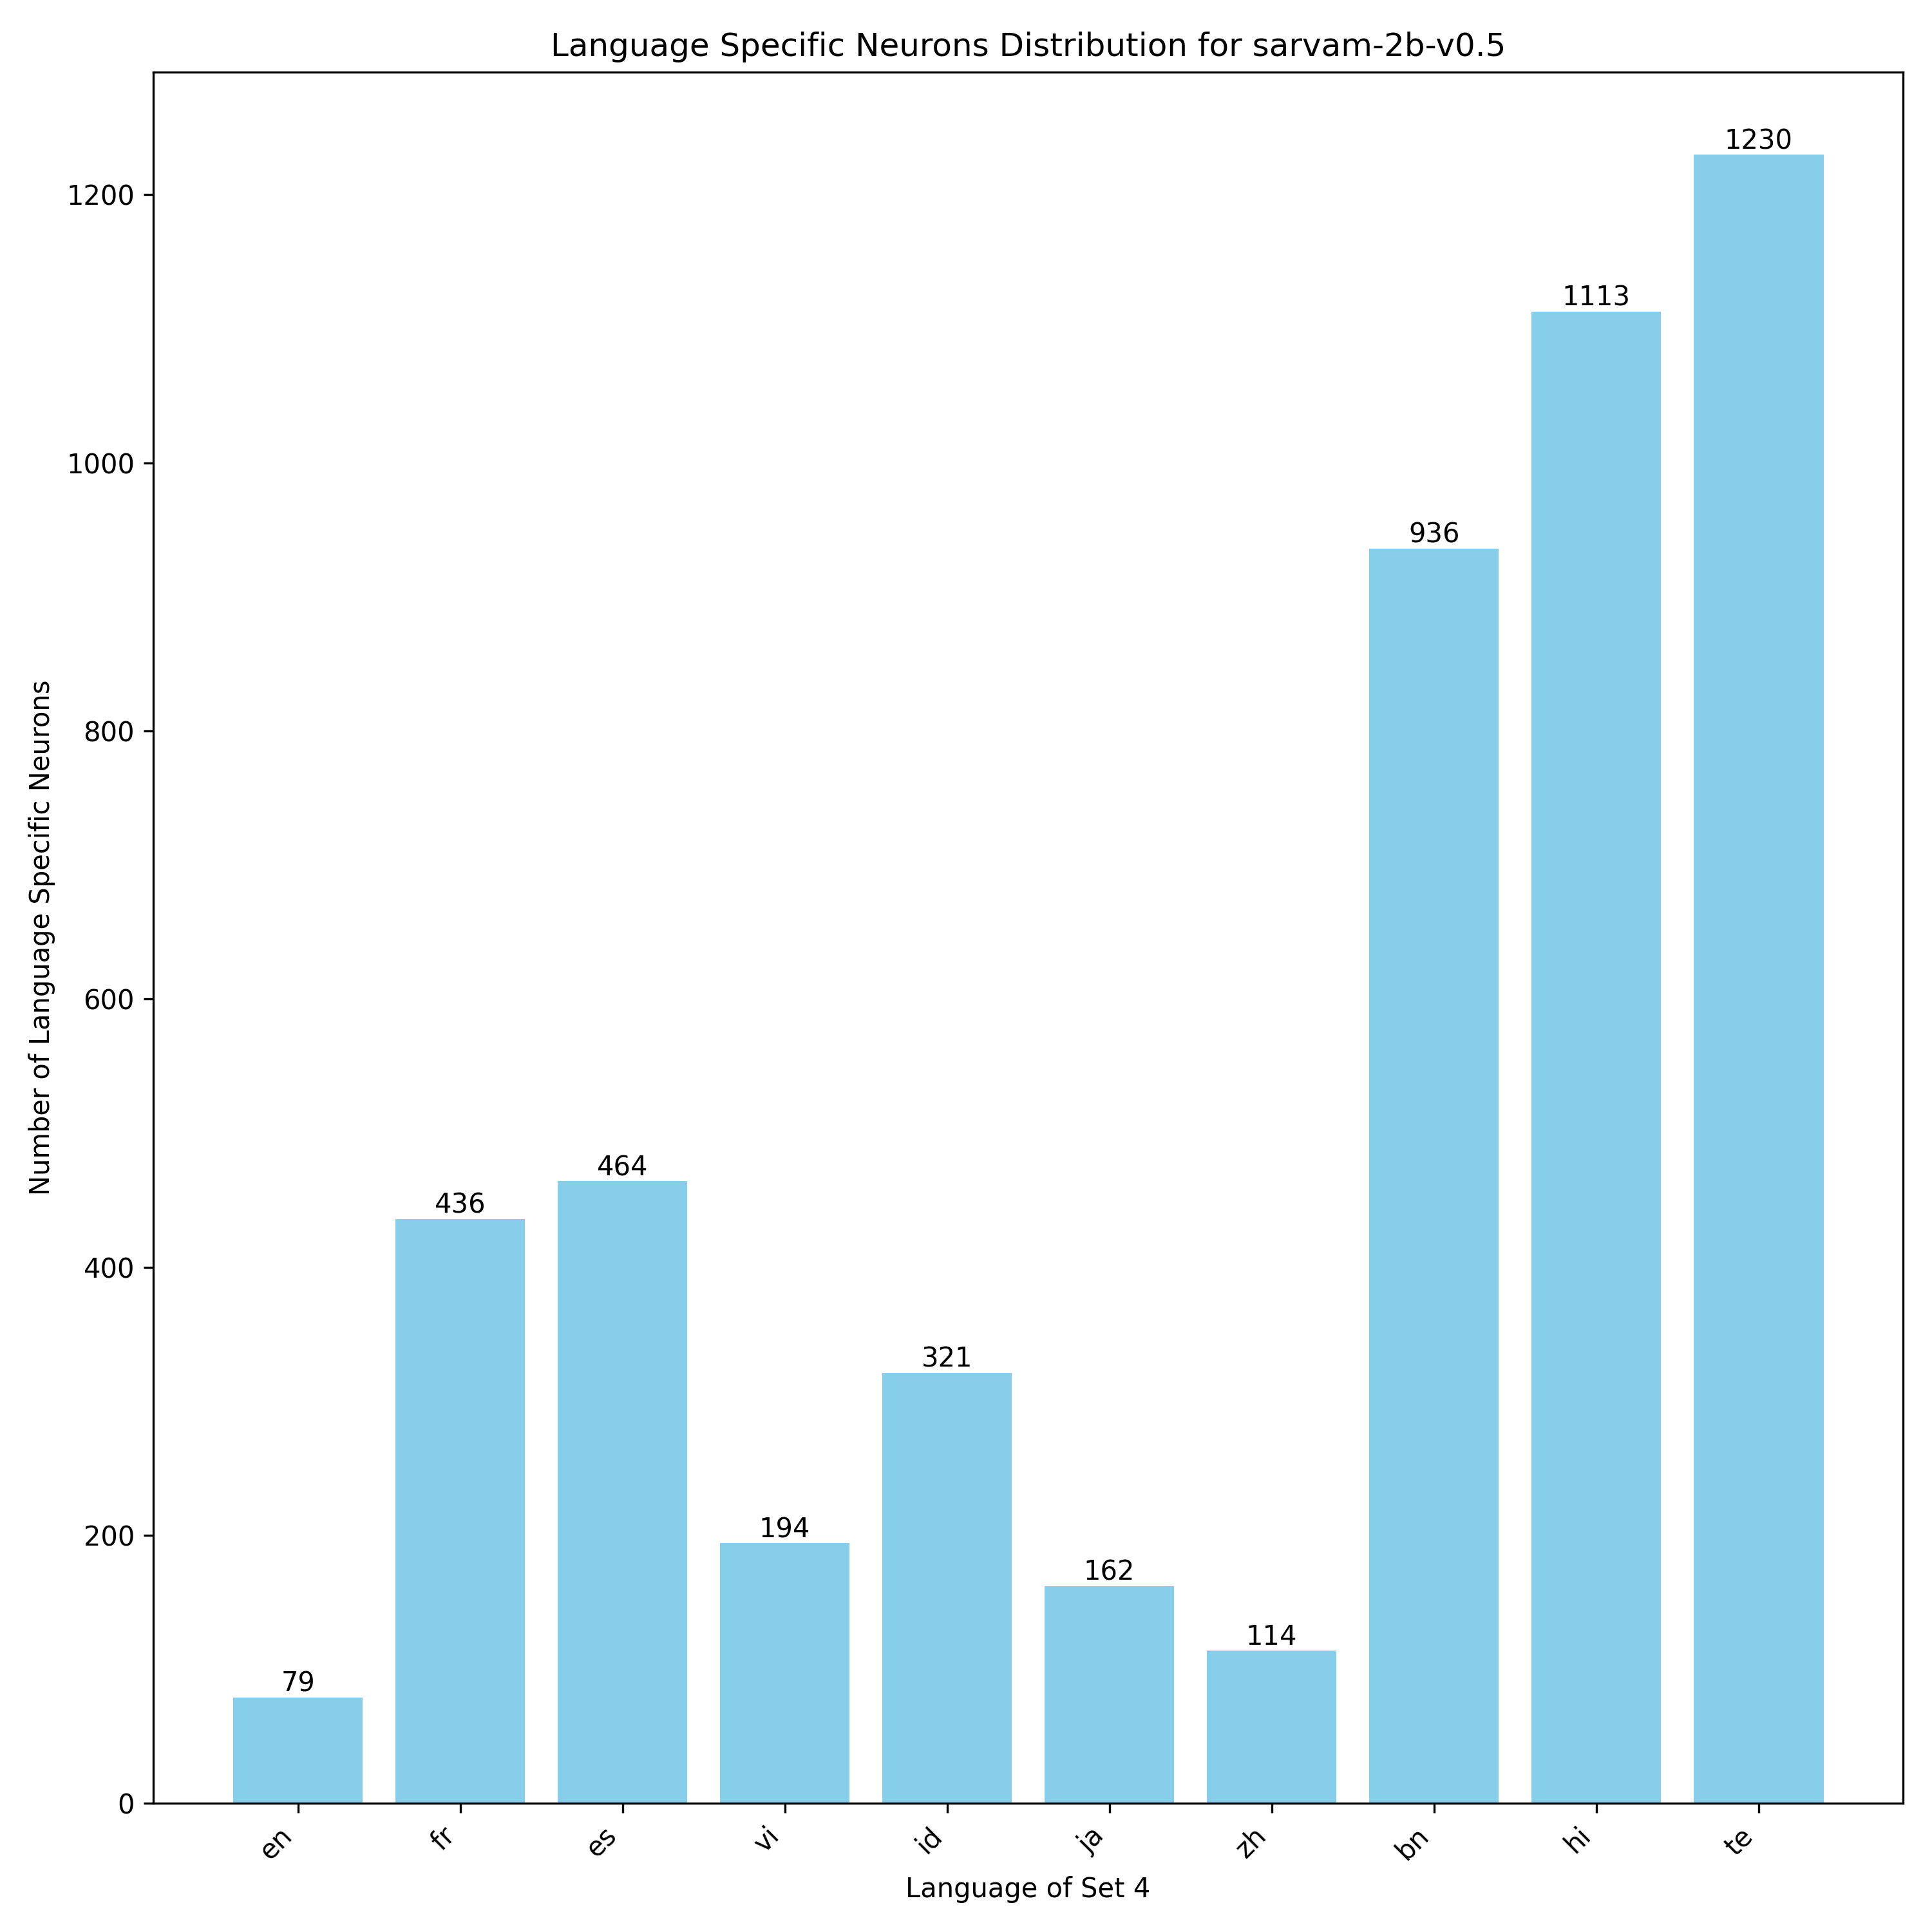 Language Specific Neurons Distribution for sarvam-2b-v0.5
Number of Language Specific Neurons
1200
1000
800
600
400
200
0
79
436
464
194
321
162
114
936
1113
1230
en
fr
es
vi
id
ja
zh
bn
hi
te
Language of Set 4